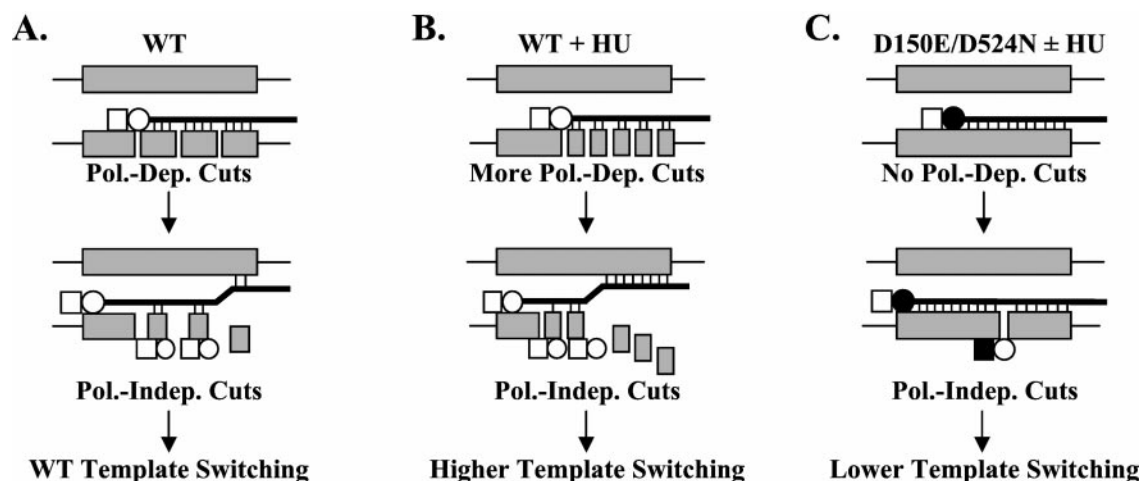 A.
WT
Pol.-Dep. Cuts
Pol.-Indep. Cuts
WT Template Switching
B.
WT + HU
More Pol.-Dep. Cuts
Pol.-Indep. Cuts
Higher Template Switching
C.
D150E/D524N ± HU
No Pol.-Dep. Cuts
Pol.-Indep. Cuts
Lower Template Switching